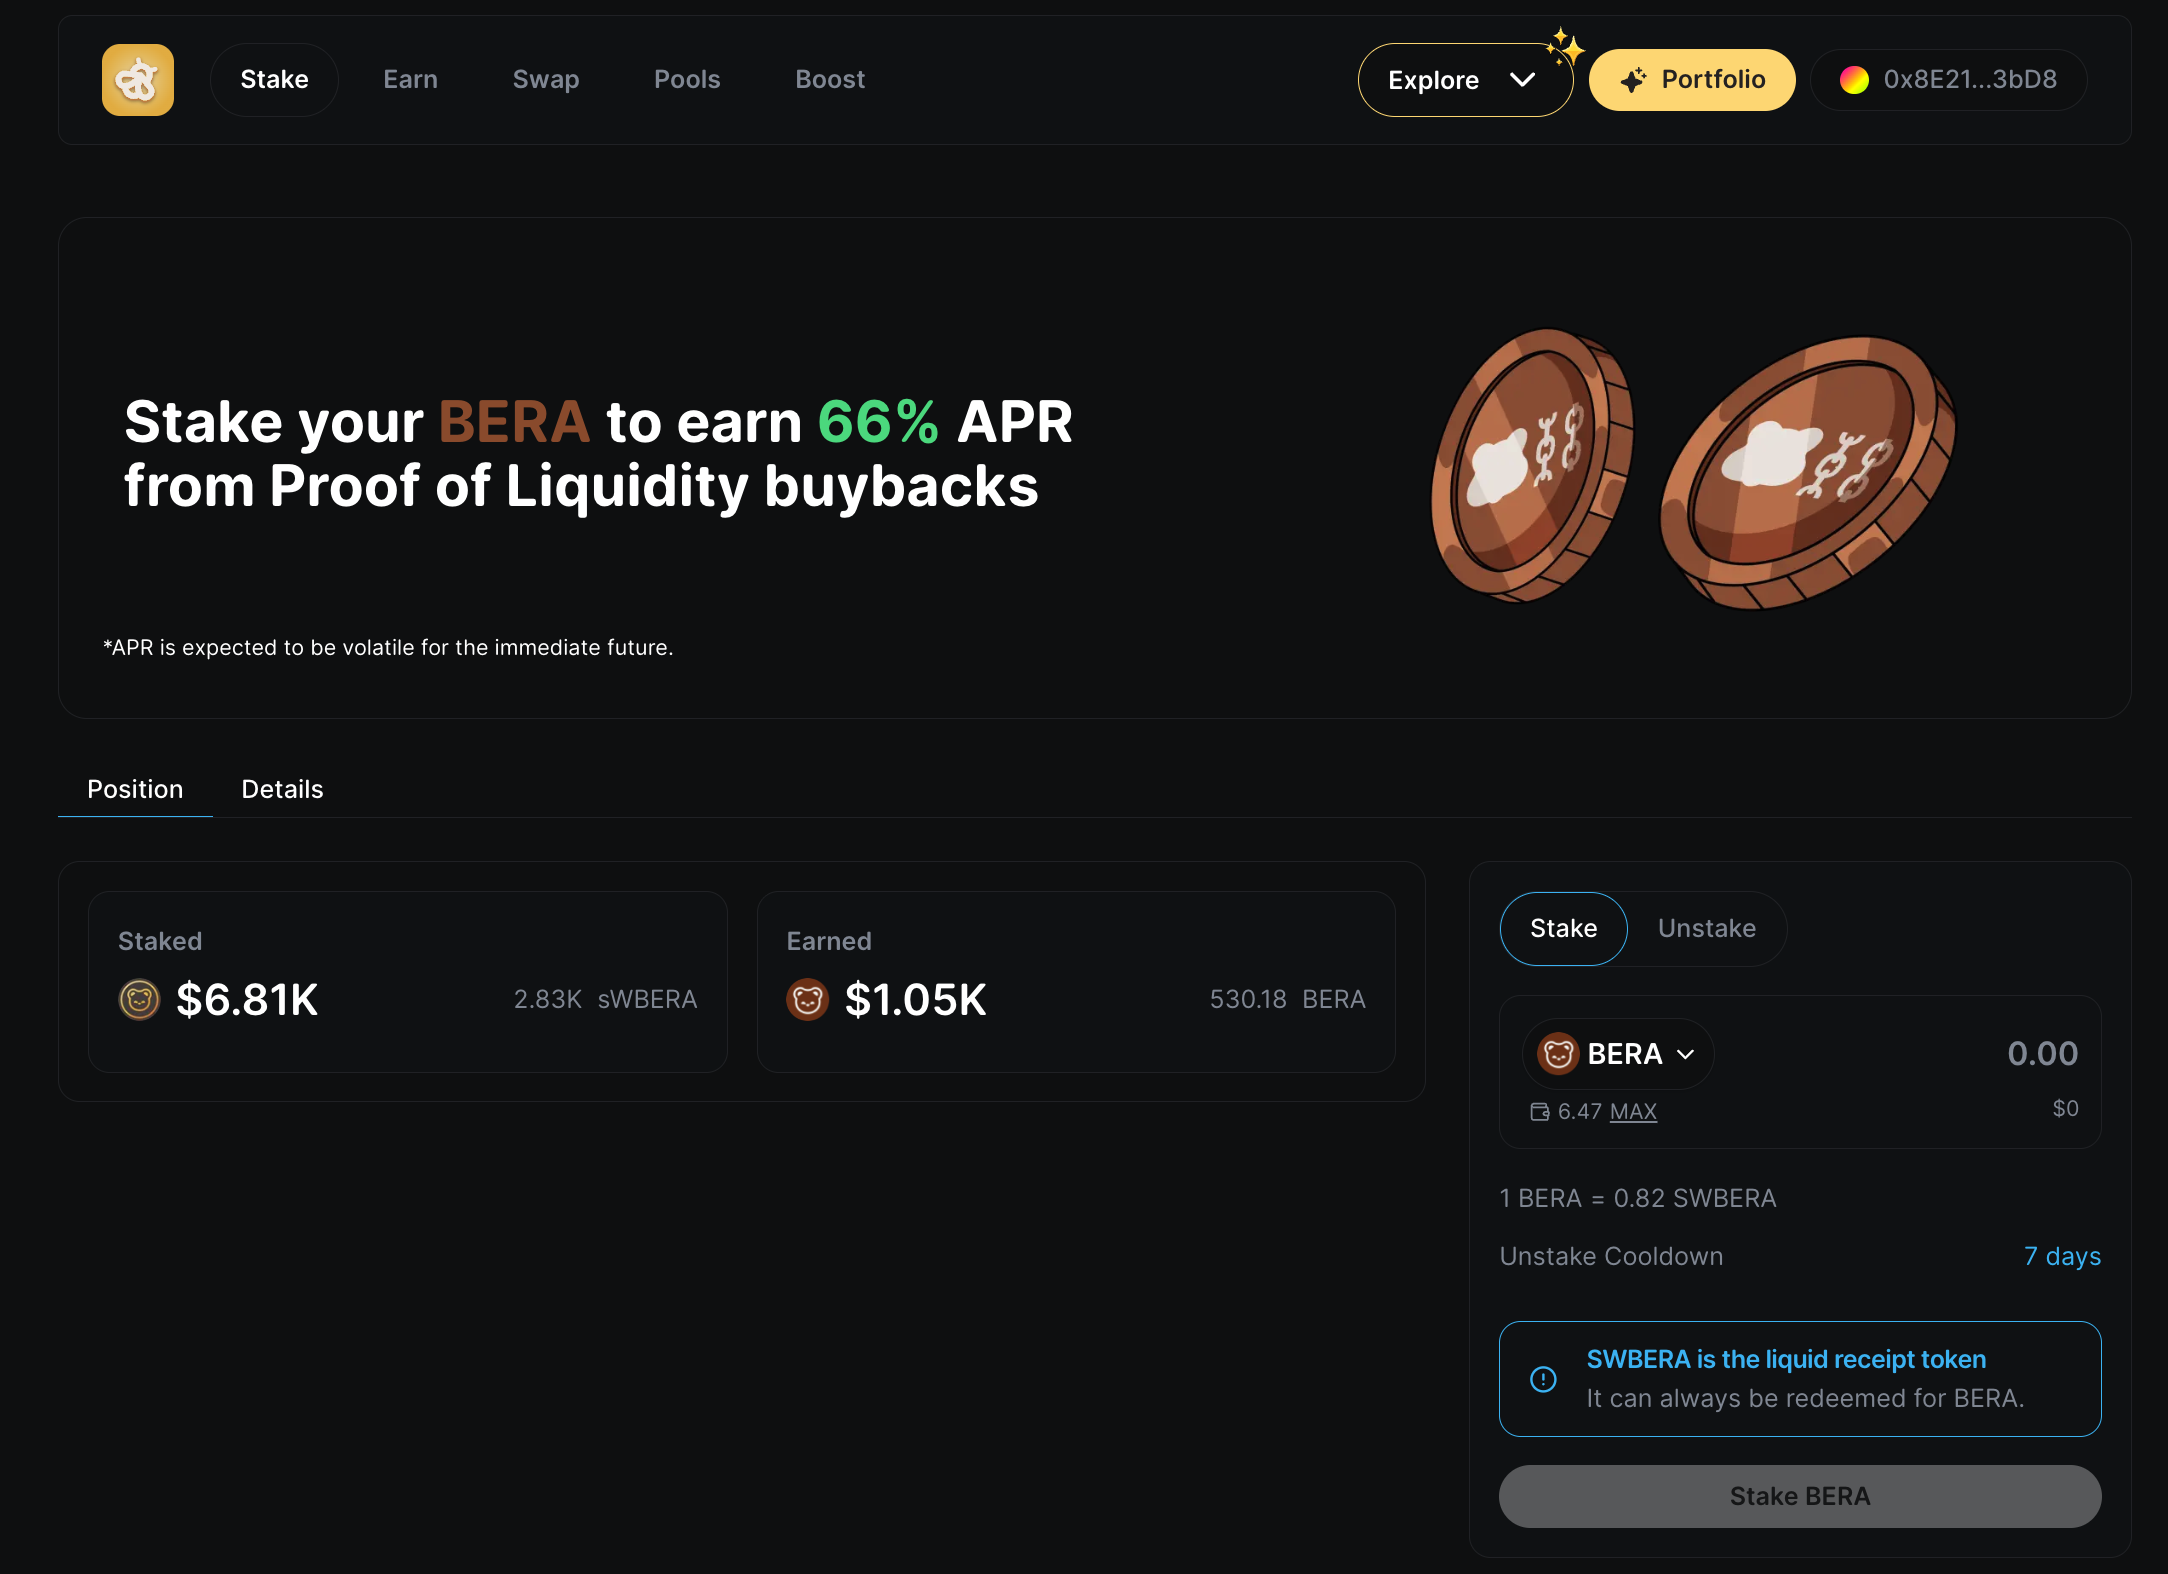 Stake
Earn
Swap
Pools
Boost
Explore
Portfolio
0x8E21...3bD8
Stake your BERA to earn 66% APR
from Proof of Liquidity buybacks
*APR is expected to be volatile for the immediate future.
Position
Details
Staked
$6.81K
2.83K sWBERA
Earned
$1.05K
530.18 BERA
Stake
Unstake
BERA
0.00
6.47 MAX
$0
1 BERA = 0.82 SWBERA
Unstake Cooldown
7 days
SWBERA is the liquid receipt token
It can always be redeemed for BERA.
Stake BERA